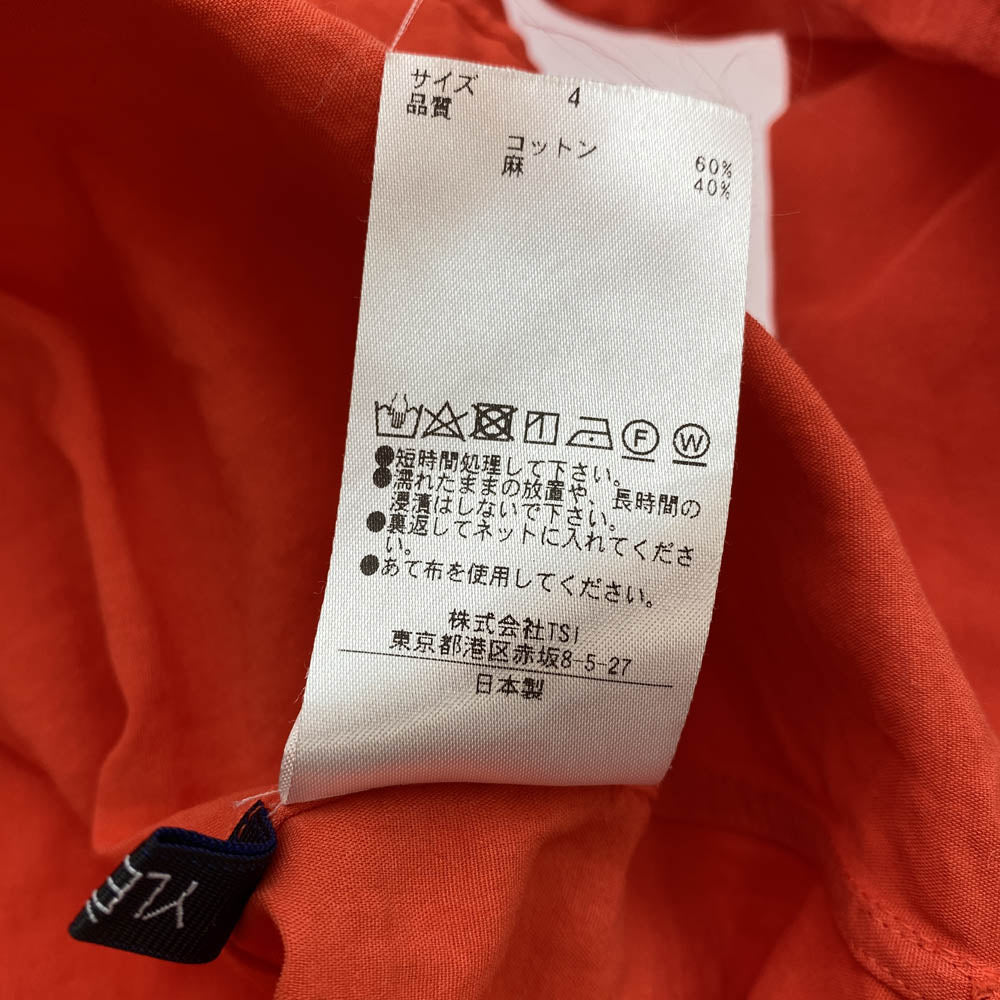 サイズ 4
品質
コットン 60%
麻 40%
F W
●短時間処理して下さい。
●濡れたままの放置や、長時間の
浸漬はしないで下さい。
●裏返してネットに入れてくださ
い。
●あて布を使用してください。
株式会社TSI
東京都港区赤坂8-5-27
日本製